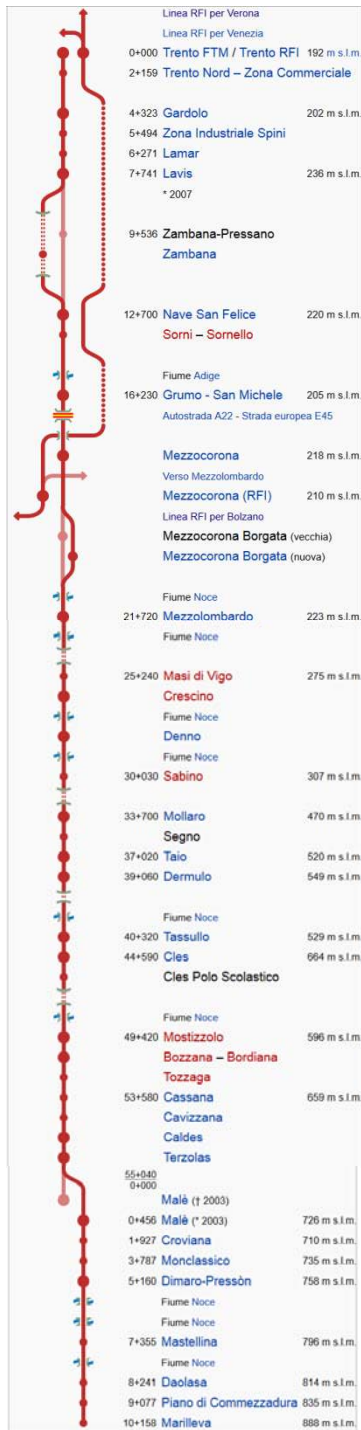 Linea RFI per Verona
Linea RFI per Venezia
0+000 Trento FTM / Trento RFI 192 m s.l.m.
2+159 Trento Nord – Zona Commerciale
4+323 Gardolo 202 m s.l.m.
5+494 Zona Industriale Spini
6+271 Lamar
7+741 Lavis 236 m s.l.m.
* 2007
9+536 Zambana-Pressano
Zambana
12+700 Nave San Felice 220 m s.l.m.
Sorni – Sornello
Fiume Adige
16+230 Grumo - San Michele 205 m s.l.m.
Autostrada A22 - Strada europea E45
Mezzocorona 218 m s.l.m.
Verso Mezzolombardo
Mezzocorona (RFI) 210 m s.l.m.
Linea RFI per Bolzano
Mezzocorona Borgata (vecchia)
Mezzocorona Borgata (nuova)
Fiume Noce
21+720 Mezzolombardo 223 m s.l.m.
Fiume Noce
25+240 Masi di Vigo 275 m s.l.m.
Crescino
Fiume Noce
Denno
Fiume Noce
30+030 Sabino 307 m s.l.m.
33+700 Mollaro 470 m s.l.m.
Segno
37+020 Taio 520 m s.l.m.
39+060 Dermulo 549 m s.l.m.
Fiume Noce
40+320 Tassullo 529 m s.l.m.
44+590 Cles 664 m s.l.m.
Cles Polo Scolastico
Fiume Noce
49+420 Mostizzolo 596 m s.l.m.
Bozzana – Bordiana
Tozzaga
53+580 Cassana 659 m s.l.m.
Cavizzana
Caldes
Terzolas
55+040
0+000
Malè († 2003)
0+456 Malè (* 2003) 726 m s.l.m.
1+927 Croviana 710 m s.l.m.
3+787 Monclassico 735 m s.l.m.
5+160 Dimaro-Pressòn 758 m s.l.m.
Fiume Noce
Fiume Noce
7+355 Mastellina 796 m s.l.m.
Fiume Noce
8+241 Daolasa 814 m s.l.m.
9+077 Piano di Commezzadura 835 m s.l.m.
10+158 Marilleva 888 m s.l.m.